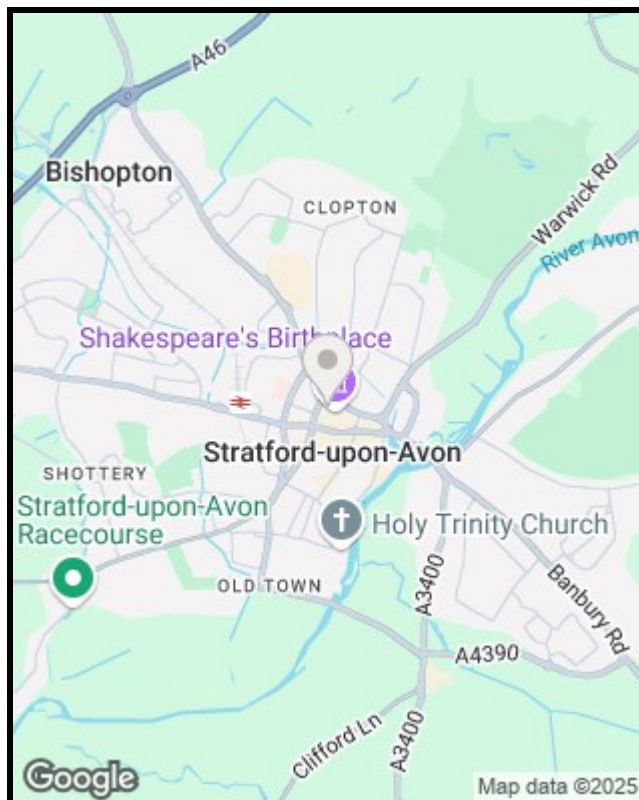 A46
Bishopton
CLOPTON
Warwick Rd
River Avon
Shakespeare's Birthplace
Stratford-upon-Avon
SHOTTERY
Stratford-upon-Avon
Racecourse
Holy Trinity Church
OLD TOWN
A3400
Banbury Rd
A4390
Clifford Ln
A3400
Google
Map data ©2025